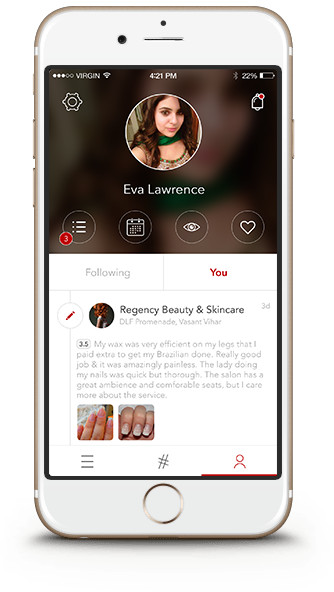 VIRGIN 4:21 PM 22%
Eva Lawrence
3
Following You
Regency Beauty & Skincare 3d
DLF Promenade, Vasant Vihar
3.5 My wax was very efficient on my legs that I
paid extra to get my Brazilian done. Really good
job & it was amazingly painless. The lady doing
my nails was quick but thorough. The salon has a
great ambience and comforable seats, but I care
more about the service.
#